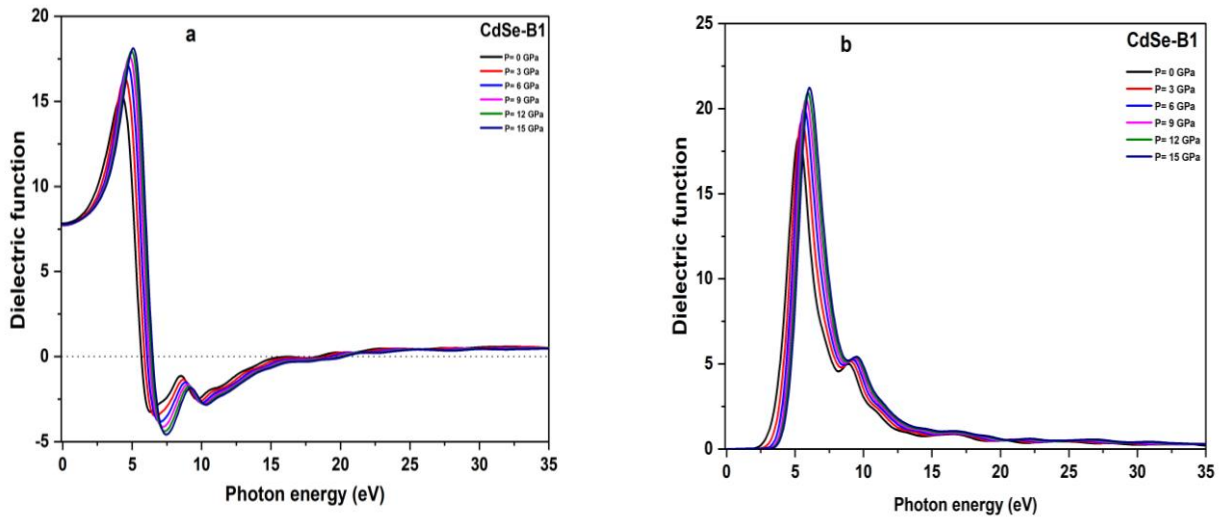 a
CdSe-B1
P= 0 GPa
P= 3 GPa
P= 6 GPa
P= 9 GPa
P= 12 GPa
P= 15 GPa
20
15
10
5
0
-5
Dielectric function
0 5 10 15 20 25 30 35
Photon energy (eV)
b
CdSe-B1
P= 0 GPa
P= 3 GPa
P= 6 GPa
P= 9 GPa
P= 12 GPa
P= 15 GPa
25
20
15
10
5
0
Dielectric function
0 5 10 15 20 25 30 35
Photon energy (eV)